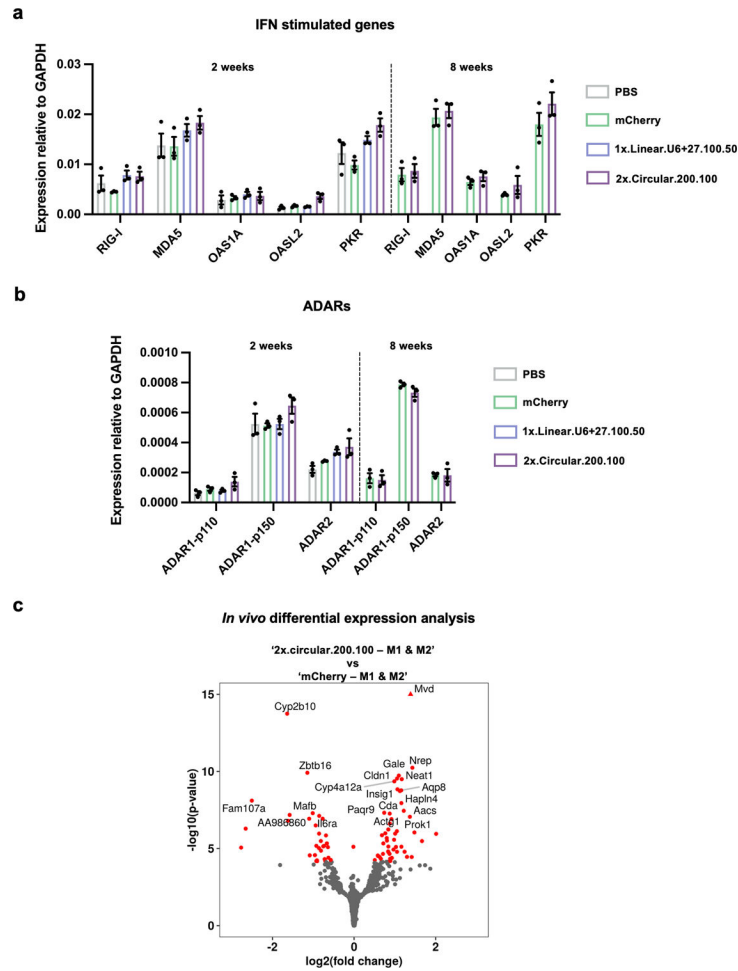 a
IFN stimulated genes
2 weeks
8 weeks
Expression relative to GAPDH
0.03
0.02
0.01
0.00
RIG-I
MDA5
OAS1A
OASL2
PKR
RIG-I
MDA5
OAS1A
OASL2
PKR
PBS
mCherry
1x.Linear.U6+27.100.50
2x.Circular.200.100
b
ADARs
2 weeks
8 weeks
Expression relative to GAPDH
0.0010
0.0008
0.0006
0.0004
0.0002
0.0000
ADAR1-p110
ADAR1-p150
ADAR2
ADAR1-p110
ADAR1-p150
ADAR2
PBS
mCherry
1x.Linear.U6+27.100.50
2x.Circular.200.100
c
In vivo differential expression analysis
‘2x.circular.200.100 – M1 & M2’
vs
‘mCherry – M1 & M2’
-log10(p-value)
15
10
5
0
Mvd
Cyp2b10
Zbtb16
Gale
Nrep
Cldn1
Neat1
Cyp4a12a
Aqp8
Insig1
Fam107a
Mafb
Hapln4
Paqr9
Cda
Aacs
AA986860
Il6ra
Prok1
-2
0
2
log2(fold change)